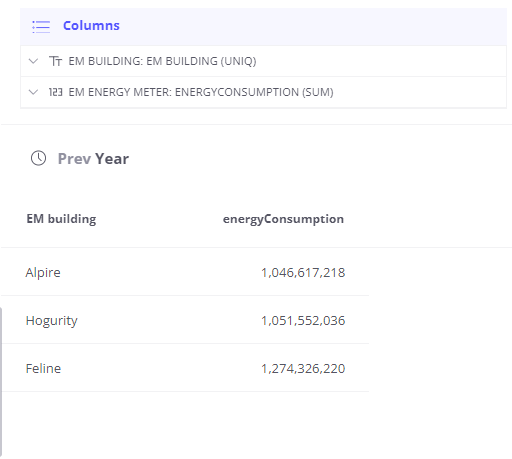 Columns
EM BUILDING: EM BUILDING (UNIQ)
123 EM ENERGY METER: ENERGYCONSUMPTION (SUM)
Prev Year
EM building energyConsumption
Alpire 1,046,617,218
Hogurity 1,051,552,036
Feline 1,274,326,220